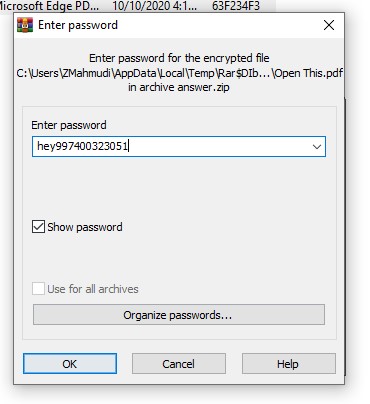 Microsoft Edge PD... 10/10/2020 4:1... 63F234F3
Enter password
Enter password for the encrypted file
C:\Users\ZMahmudi\AppData\Local\Temp\Rar$DIb...\Open This.pdf
in archive answer.zip
Enter password
hey997400323051
Show password
Use for all archives
Organize passwords...
OK Cancel Help